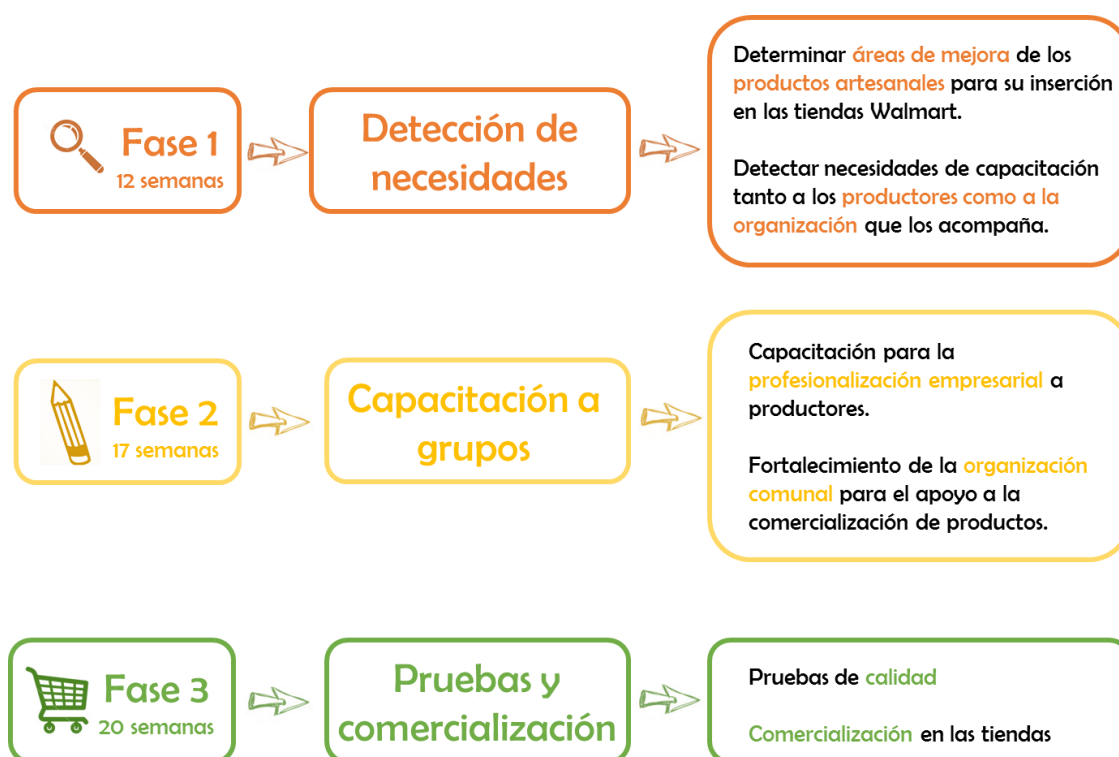 Fase 1
12 semanas
Detección de
necesidades
Determinar áreas de mejora de los
productos artesanales para su inserción
en las tiendas Walmart.
Detectar necesidades de capacitación
tanto a los productores como a la
organización que los acompaña.
Fase 2
17 semanas
Capacitación a
grupos
Capacitación para la
profesionalización empresarial a
productores.
Fortalecimiento de la organización
comunal para el apoyo a la
comercialización de productos.
Fase 3
20 semanas
Pruebas y
comercialización
Pruebas de calidad
Comercialización en las tiendas